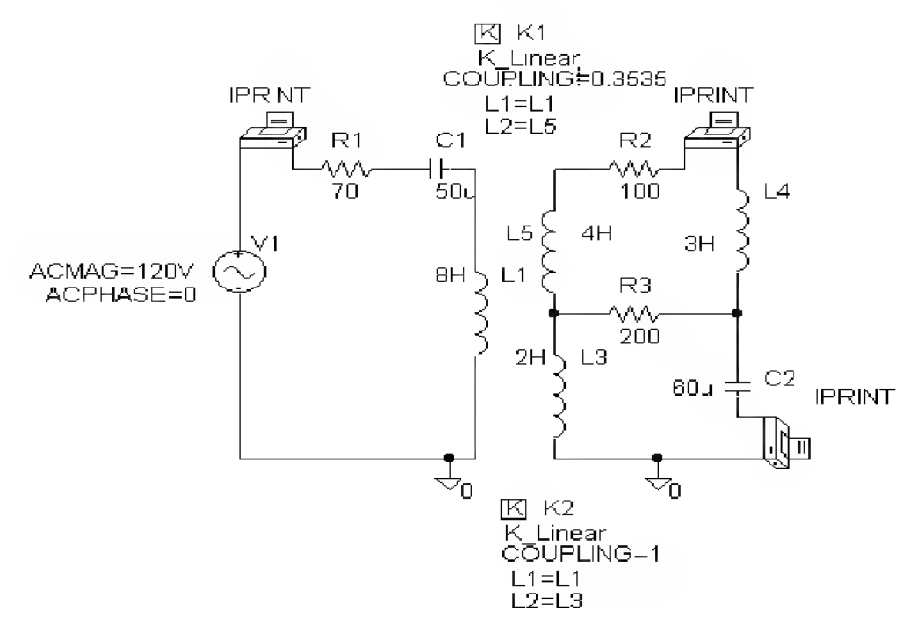 K K1
K_Linear
COUPLING=0.3535
L1=L1
L2=L5
IPRINT
IPRINT
R1
C1
R2
70
50u
100
L4
V1
L5
4H
3H
ACMAG=120V
ACPHASE=0
8H
L1
R3
200
2H
L3
60u
C2
IPRINT
0
0
K K2
K_Linear
COUPLING=1
L1=L1
L2=L3